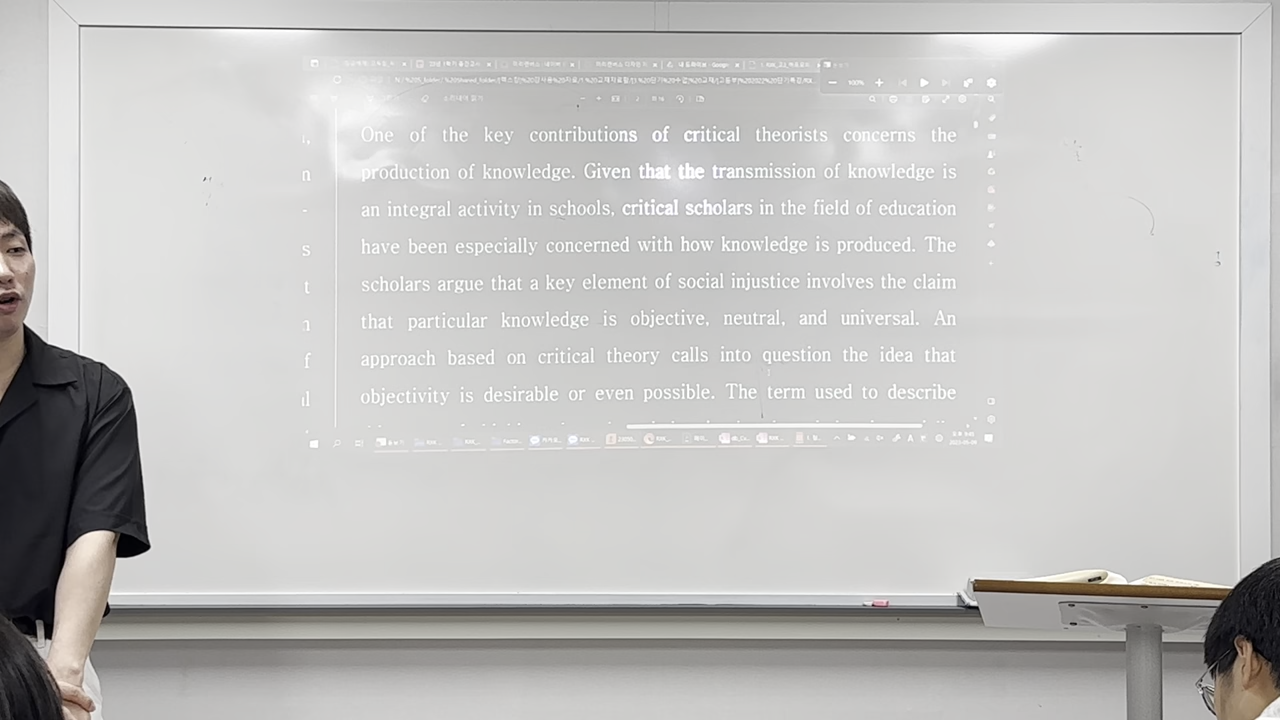 One of the key contributions of critical theorists concerns the
production of knowledge. Given that the transmission of knowledge is
an integral activity in schools, critical scholars in the field of education
have been especially concerned with how knowledge is produced. The
scholars argue that a key element of social injustice involves the claim
that particular knowledge is objective, neutral, and universal. An
approach based on critical theory calls into question the idea that
objectivity is desirable or even possible. The term used to describe